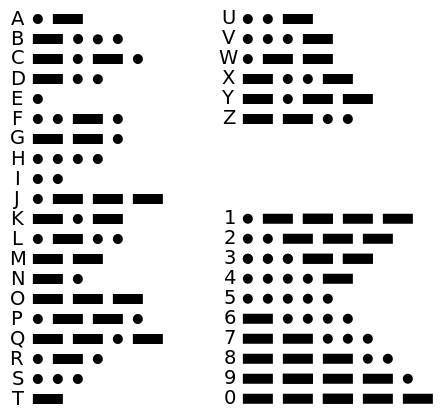 A • —
B — • • •
C — • — •
D — • •
E •
F • • — •
G — — •
H • • • •
I • •
J • — — —
K — • —
L • — • •
M — —
N — •
O — — —
P • — — •
Q — — • —
R • — •
S • • •
T —
U • • —
V • • • —
W • — —
X — • • —
Y — • — —
Z — — • •
1 • — — — —
2 • • — — —
3 • • • — —
4 • • • • —
5 • • • • •
6 — • • • •
7 — — • • •
8 — — — • •
9 — — — — •
0 — — — — —